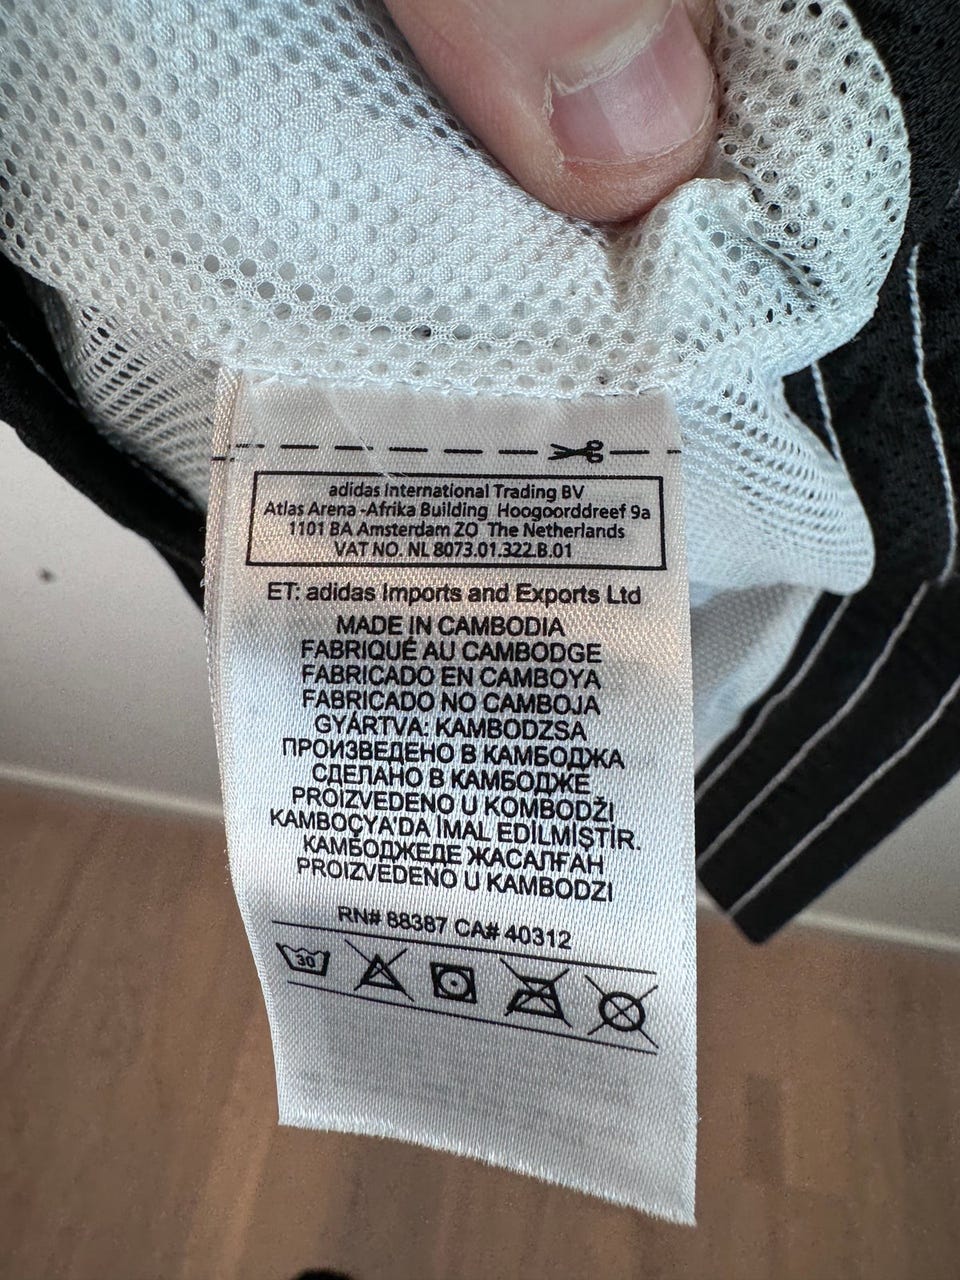 adidas International Trading BV
Atlas Arena -Afrika Building Hoogoorddreef 9a
1101 BA Amsterdam ZO The Netherlands
VAT NO. NL 8073.01.322.B.01
ET: adidas Imports and Exports Ltd
MADE IN CAMBODIA
FABRIQUÉ AU CAMBODGE
FABRICADO EN CAMBOYA
FABRICADO NO CAMBOJA
GYÁRTVA: KAMBODZSA
ПРОИЗВЕДЕНО В КАМБОДЖА
СДЕЛАНО В КАМБОДЖЕ
PROIZVEDENO U KOMBODŽI
KAMBOÇYA'DA İMAL EDİLMİŞTİR.
КАМБОДЖЕДЕ ЖАСАЛҒАН
PROIZVEDENO U KAMBODZI
RN# 88387 CA# 40312
30